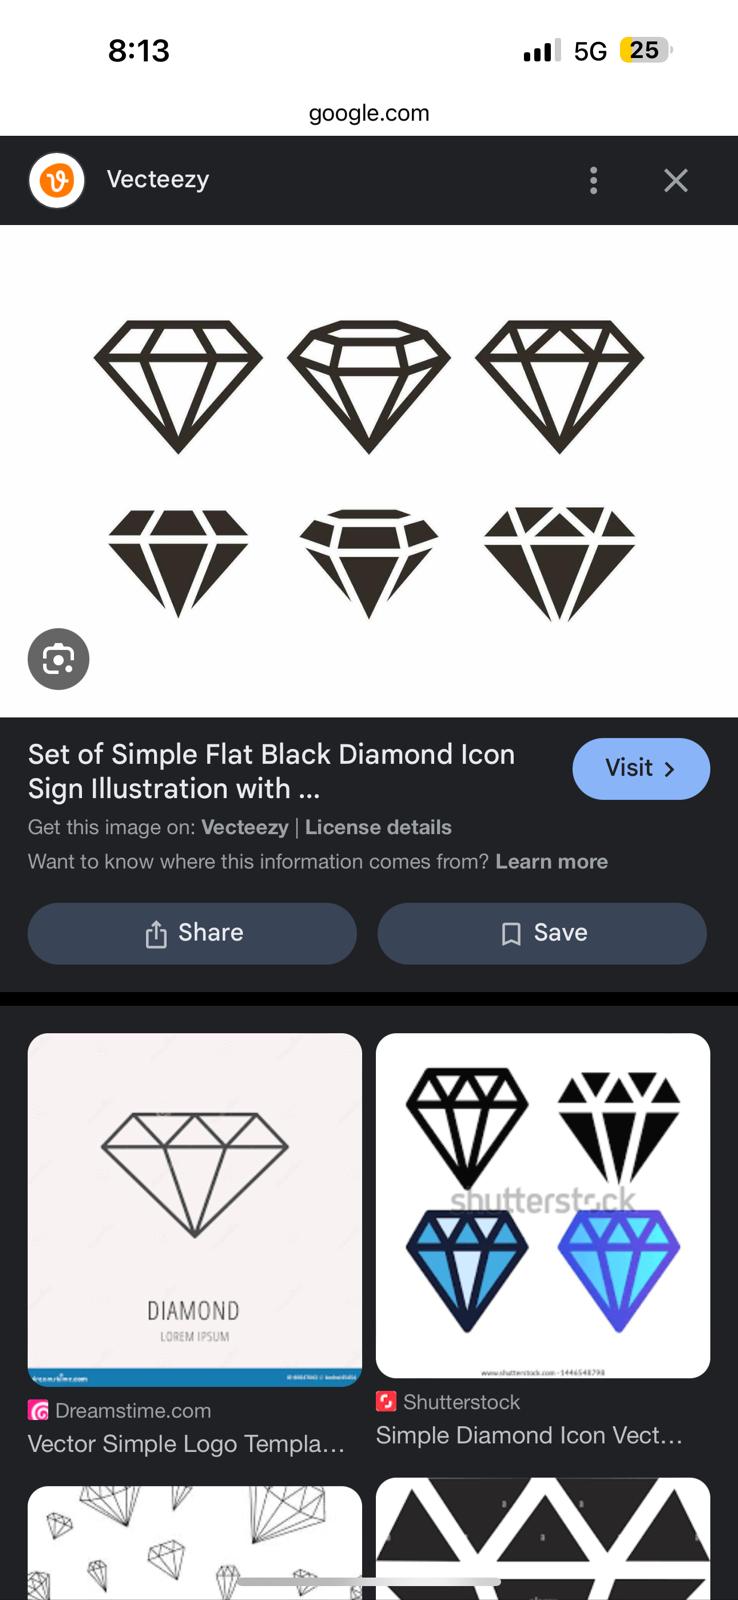 8:13
5G 25
google.com
Vecteezy
Set of Simple Flat Black Diamond Icon
Sign Illustration with ...
Visit
Get this image on: Vecteezy | License details
Want to know where this information comes from? Learn more
Share
Save
DIAMOND
LOREM IPSUM
dreamstime.com
Dreamstime.com
Vector Simple Logo Templa...
shutterstock
www.shutterstock.com · 1446548798
Shutterstock
Simple Diamond Icon Vect...